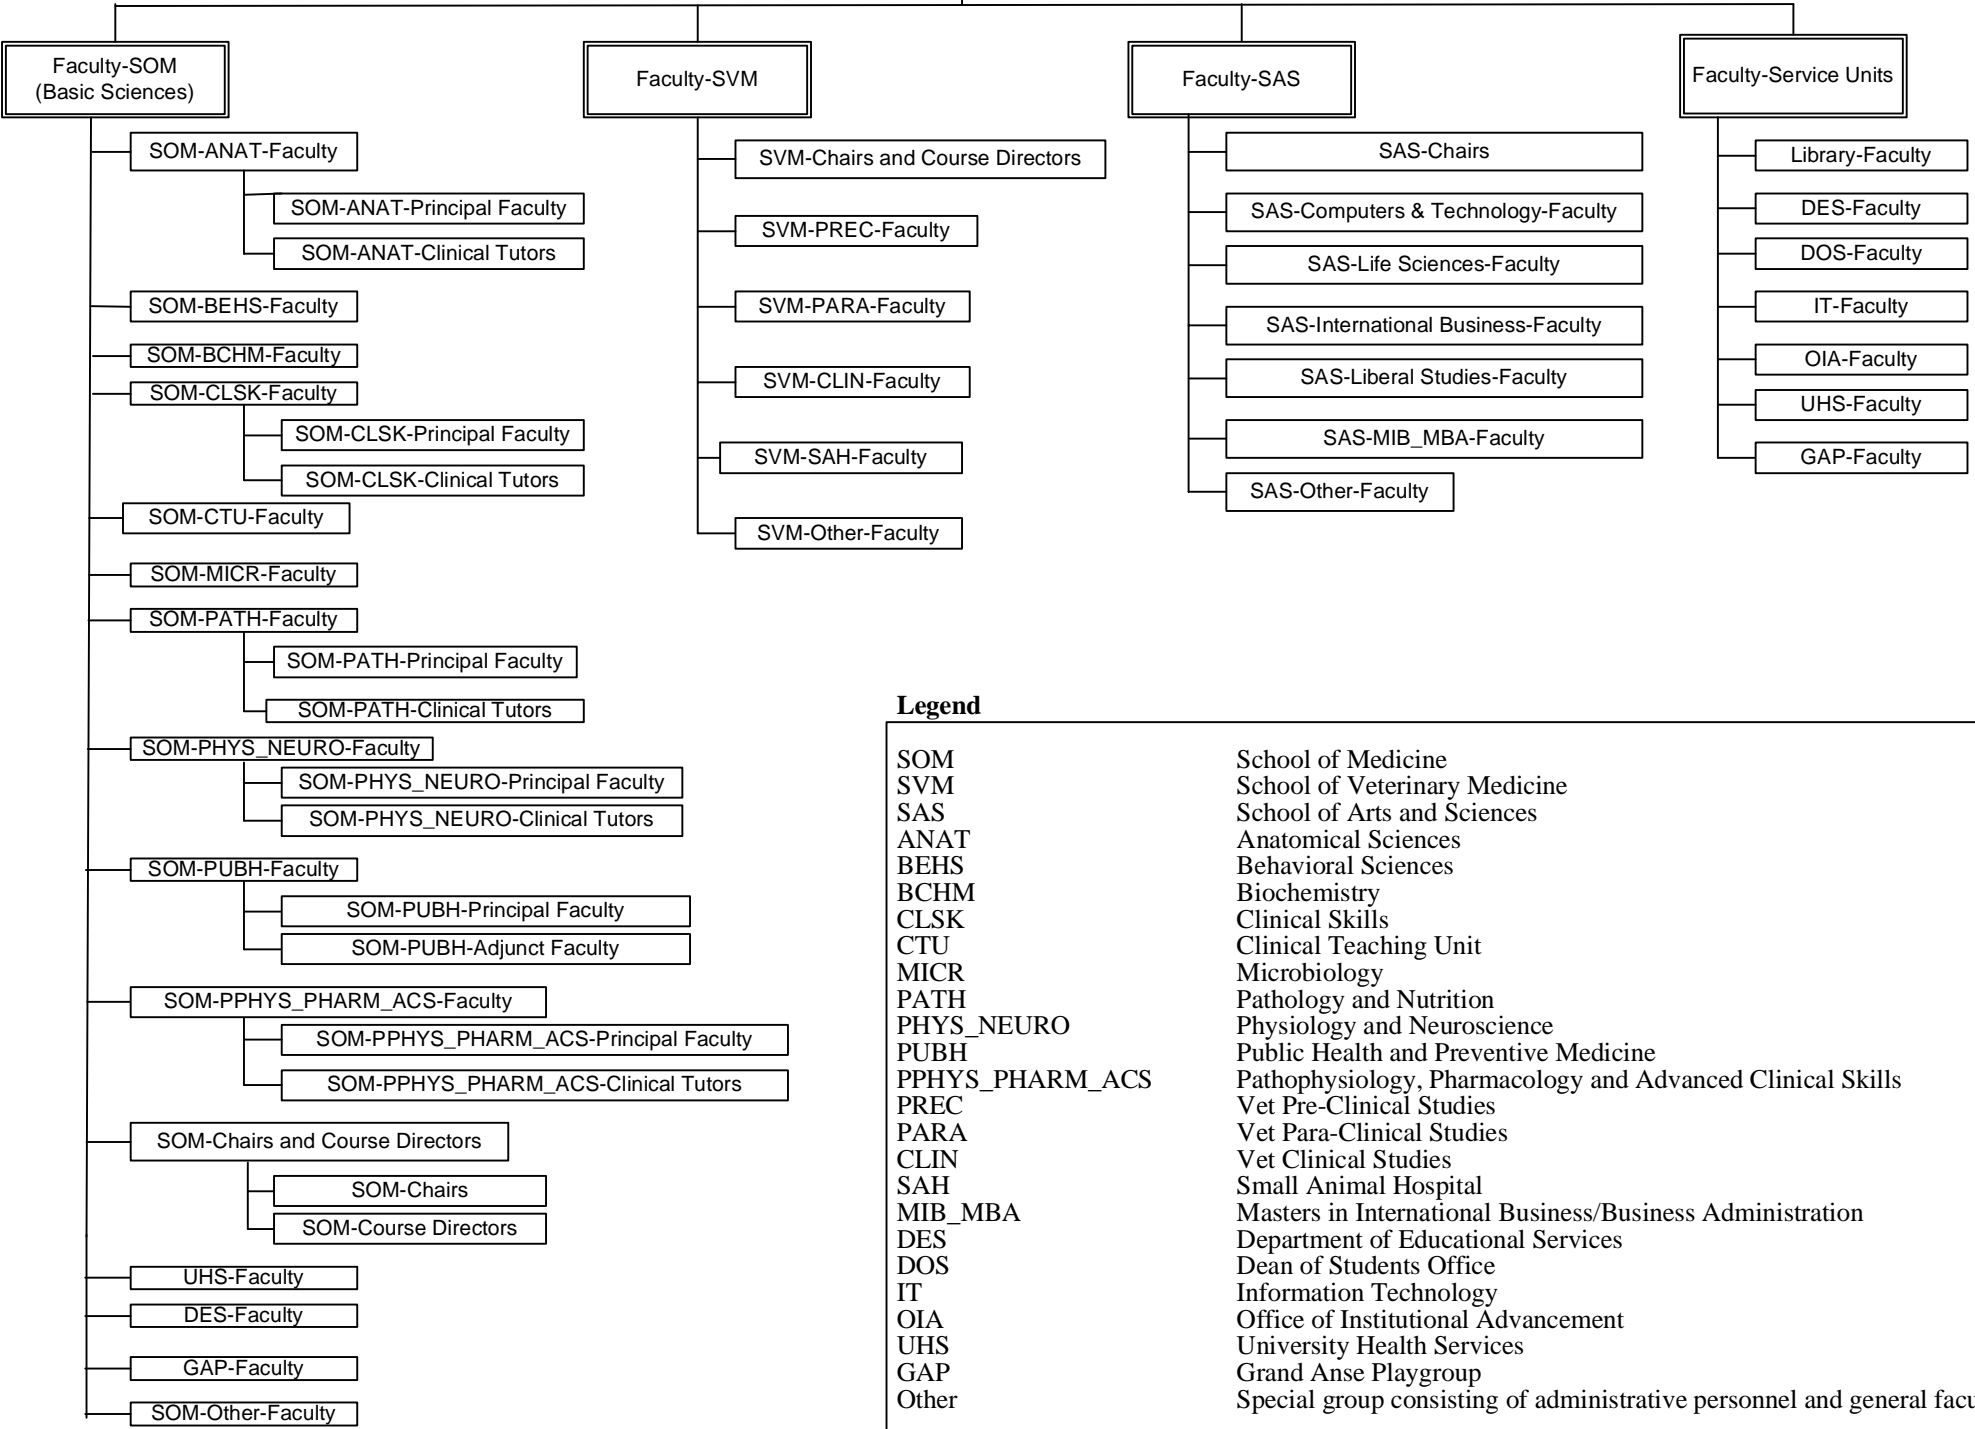 Faculty-SOM
(Basic Sciences)
SOM-ANAT-Faculty
SOM-ANAT-Principal Faculty
SOM-ANAT-Clinical Tutors
SOM-BEHS-Faculty
SOM-BCHM-Faculty
SOM-CLSK-Faculty
SOM-CLSK-Principal Faculty
SOM-CLSK-Clinical Tutors
SOM-CTU-Faculty
SOM-MICR-Faculty
SOM-PATH-Faculty
SOM-PATH-Principal Faculty
SOM-PATH-Clinical Tutors
SOM-PHYS_NEURO-Faculty
SOM-PHYS_NEURO-Principal Faculty
SOM-PHYS_NEURO-Clinical Tutors
SOM-PUBH-Faculty
SOM-PUBH-Principal Faculty
SOM-PUBH-Adjunct Faculty
SOM-PPHYS_PHARM_ACS-Faculty
SOM-PPHYS_PHARM_ACS-Principal Faculty
SOM-PPHYS_PHARM_ACS-Clinical Tutors
SOM-Chairs and Course Directors
SOM-Chairs
SOM-Course Directors
UHS-Faculty
DES-Faculty
GAP-Faculty
SOM-Other-Faculty
Faculty-SVM
SVM-Chairs and Course Directors
SVM-PREC-Faculty
SVM-PARA-Faculty
SVM-CLIN-Faculty
SVM-SAH-Faculty
SVM-Other-Faculty
Faculty-SAS
SAS-Chairs
SAS-Computers & Technology-Faculty
SAS-Life Sciences-Faculty
SAS-International Business-Faculty
SAS-Liberal Studies-Faculty
SAS-MIB_MBA-Faculty
SAS-Other-Faculty
Faculty-Service Units
Library-Faculty
DES-Faculty
DOS-Faculty
IT-Faculty
OIA-Faculty
UHS-Faculty
GAP-Faculty
Legend
SOM School of Medicine
SVM School of Veterinary Medicine
SAS School of Arts and Sciences
ANAT Anatomical Sciences
BEHS Behavioral Sciences
BCHM Biochemistry
CLSK Clinical Skills
CTU Clinical Teaching Unit
MICR Microbiology
PATH Pathology and Nutrition
PHYS_NEURO Physiology and Neuroscience
PUBH Public Health and Preventive Medicine
PPHYS_PHARM_ACS Pathophysiology, Pharmacology and Advanced Clinical Skills
PREC Vet Pre-Clinical Studies
PARA Vet Para-Clinical Studies
CLIN Vet Clinical Studies
SAH Small Animal Hospital
MIB_MBA Masters in International Business/Business Administration
DES Department of Educational Services
DOS Dean of Students Office
IT Information Technology
OIA Office of Institutional Advancement
UHS University Health Services
GAP Grand Anse Playgroup
Other Special group consisting of administrative personnel and general